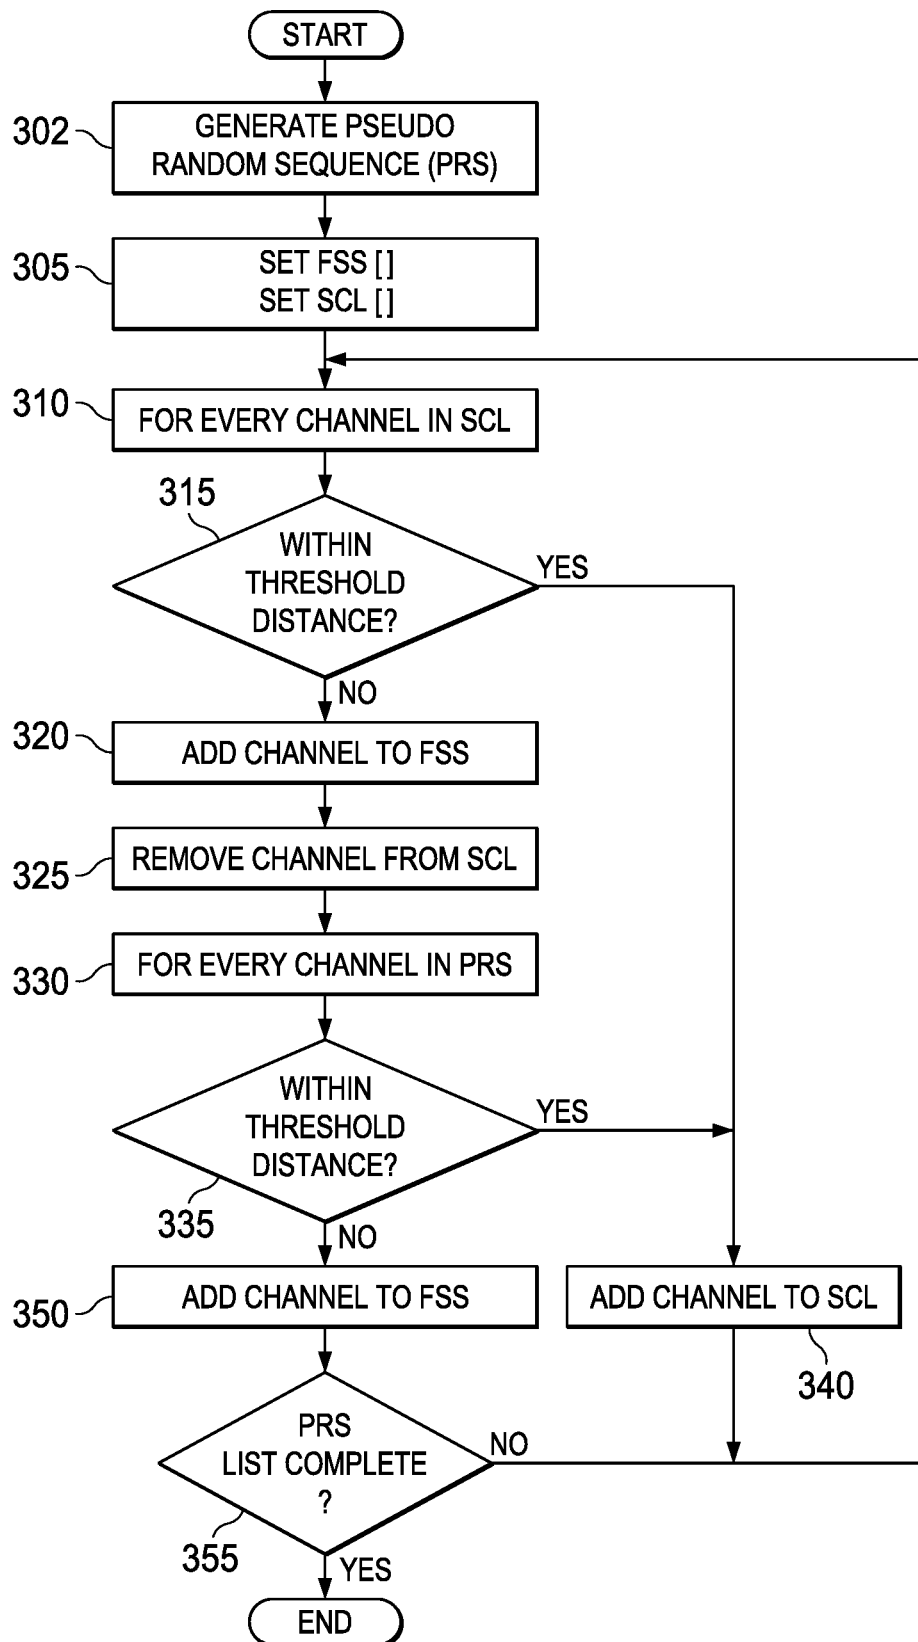 START
302
GENERATE PSEUDO
RANDOM SEQUENCE (PRS)
305
SET FSS [ ]
SET SCL [ ]
310
FOR EVERY CHANNEL IN SCL
315
WITHIN
THRESHOLD
DISTANCE?
YES
NO
320
ADD CHANNEL TO FSS
325
REMOVE CHANNEL FROM SCL
330
FOR EVERY CHANNEL IN PRS
WITHIN
THRESHOLD
DISTANCE?
YES
335
NO
350
ADD CHANNEL TO FSS
ADD CHANNEL TO SCL
340
PRS
LIST COMPLETE
?
NO
355
YES
END